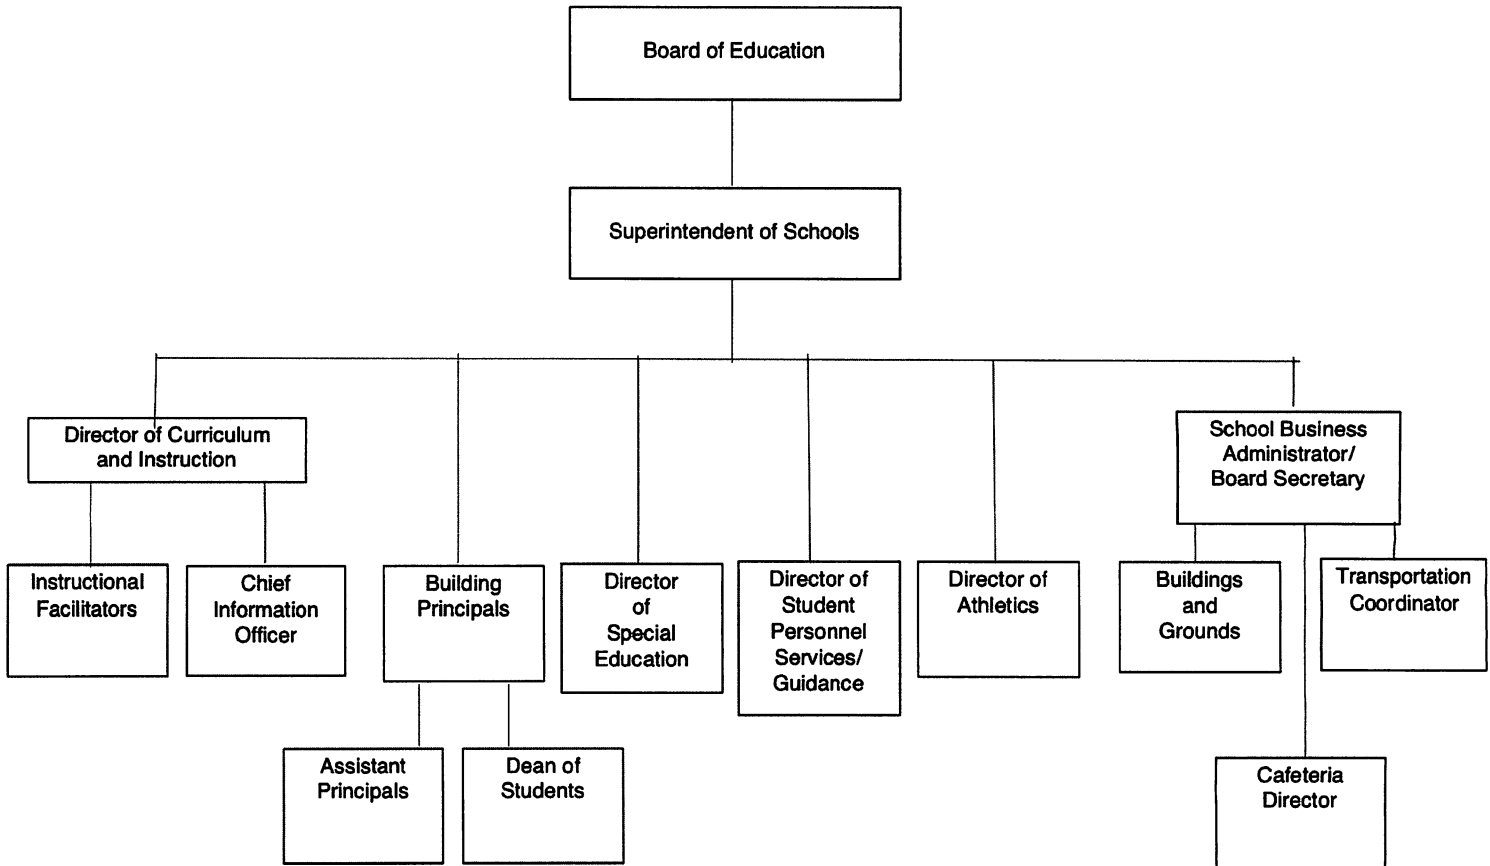 Board of Education
Superintendent of Schools
Director of Curriculum
and Instruction
School Business
Administrator/
Board Secretary
Instructional
Facilitators
Chief
Information
Officer
Building
Principals
Director
of
Special
Education
Director of
Student
Personnel
Services/
Guidance
Director of
Athletics
Buildings
and
Grounds
Transportation
Coordinator
Assistant
Principals
Dean of
Students
Cafeteria
Director